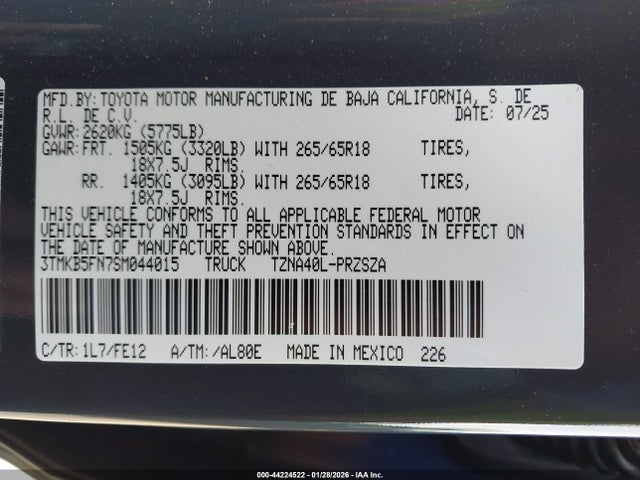 MFD.BY:TOYOTA MOTOR MANUFACTURING DE BAJA CALIFORNIA, S. DE
R.L. DE C.V. DATE: 07/25
GVWR:2620KG (5775LB)
GAWR:FRT. 1505KG (3320LB) WITH 265/65R18 TIRES,
18X7.5J RIMS.
RR. 1405KG (3095LB) WITH 265/65R18 TIRES,
18X7.5J RIMS.
THIS VEHICLE CONFORMS TO ALL APPLICABLE FEDERAL MOTOR
VEHICLE SAFETY AND THEFT PREVENTION STANDARDS IN EFFECT ON
THE DATE OF MANUFACTURE SHOWN ABOVE.
3TMKB5FN7SM044015 TRUCK TZNA40L-PRZSZA
C/TR:1L7/FE12 A/TM:/AL80E MADE IN MEXICO 226
000-44224522 | 01/28/2026 | IAA Inc.